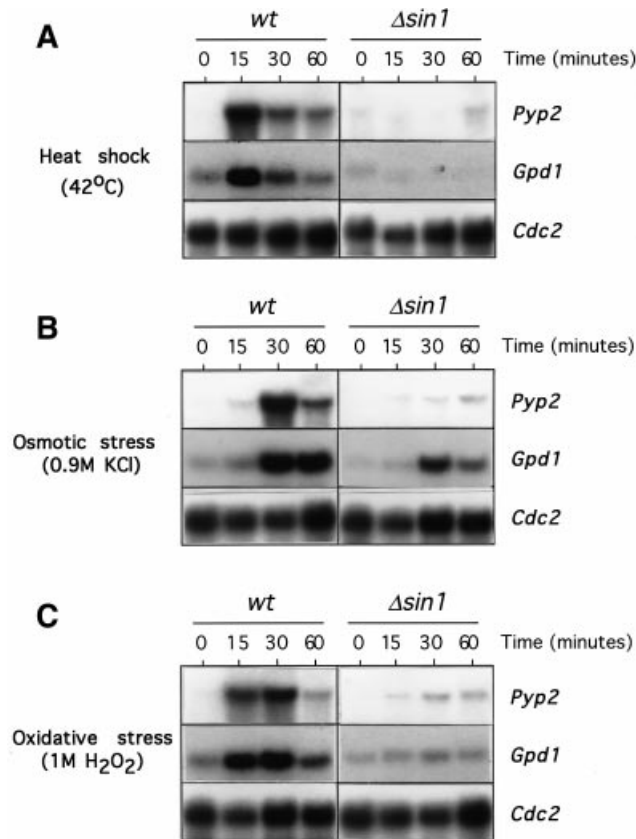 A
wt Δsin1
0 15 30 60 0 15 30 60 Time (minutes)
Pyp2
Heat shock
(42°C)
Gpd1
Cdc2
B
wt Δsin1
0 15 30 60 0 15 30 60 Time (minutes)
Pyp2
Osmotic stress
(0.9M KCl)
Gpd1
Cdc2
C
wt Δsin1
0 15 30 60 0 15 30 60 Time (minutes)
Pyp2
Oxidative stress
(1M H₂O₂)
Gpd1
Cdc2